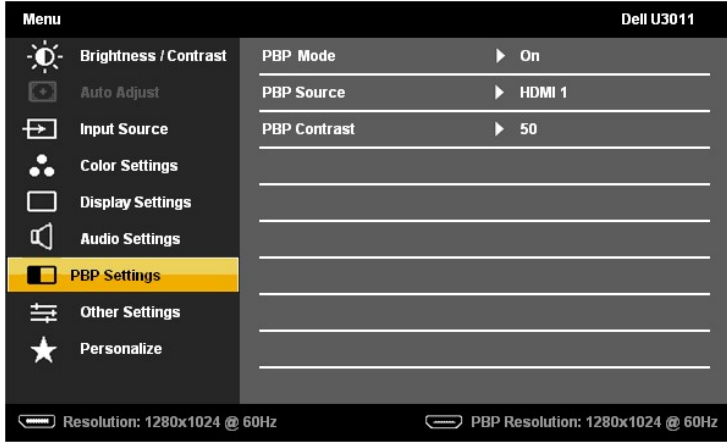 Menu Dell U3011
Brightness / Contrast PBP Mode On
Auto Adjust PBP Source HDMI 1
Input Source PBP Contrast 50
Color Settings
Display Settings
Audio Settings
PBP Settings
Other Settings
Personalize
Resolution: 1280x1024 @ 60Hz PBP Resolution: 1280x1024 @ 60Hz